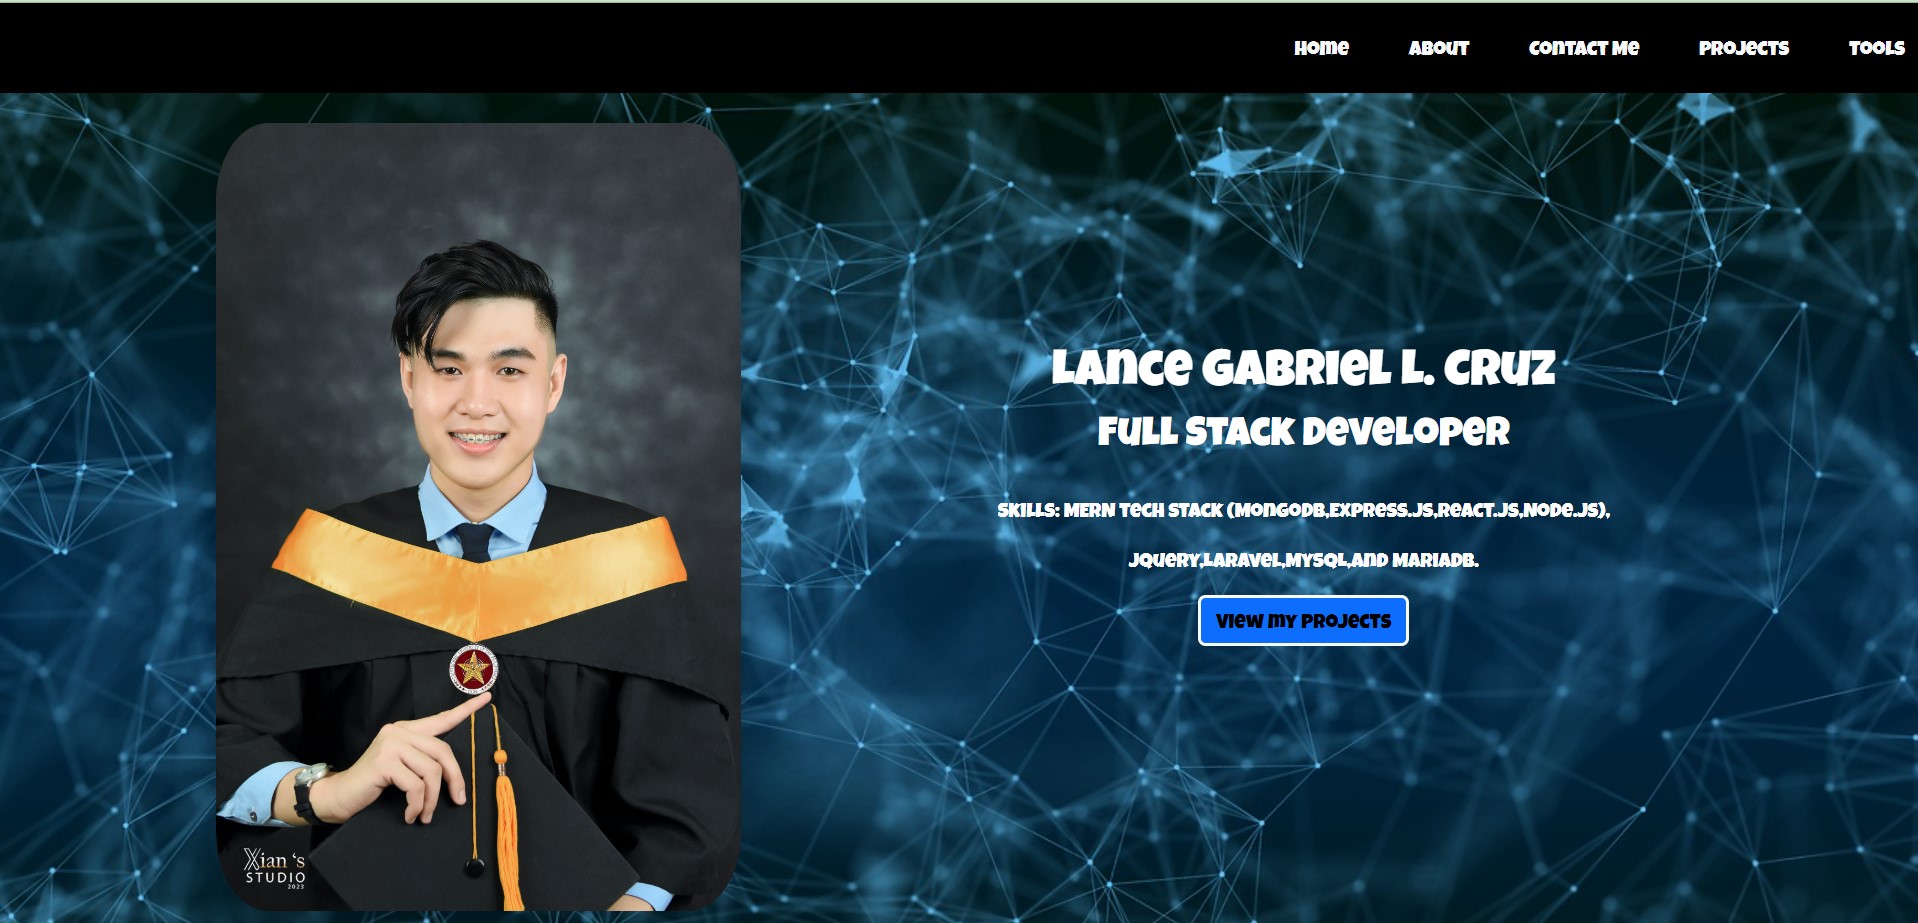 Home About Contact Me Projects Tools
Lance Gabriel L. Cruz
Full Stack Developer
Skills: MERN Tech Stack (MongoDB,Express.js,React.js,Node.js),
jQuery,Laravel,MySQL,and MariaDB.
View my Projects
Xian 's
STUDIO
2023